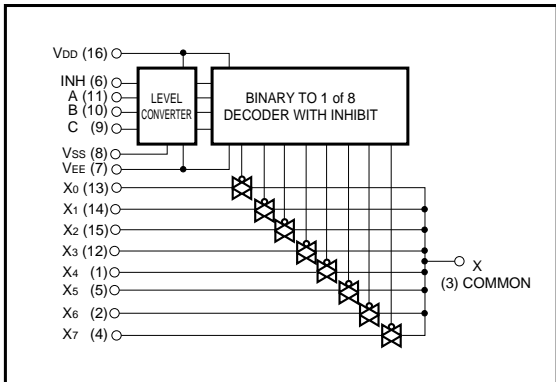 VDD (16)
INH (6)
A (11)
B (10)
C (9)
LEVEL
CONVERTER
BINARY TO 1 of 8
DECODER WITH INHIBIT
VSS (8)
VEE (7)
X0 (13)
X1 (14)
X2 (15)
X3 (12)
X4 (1)
X5 (5)
X6 (2)
X7 (4)
X
(3) COMMON